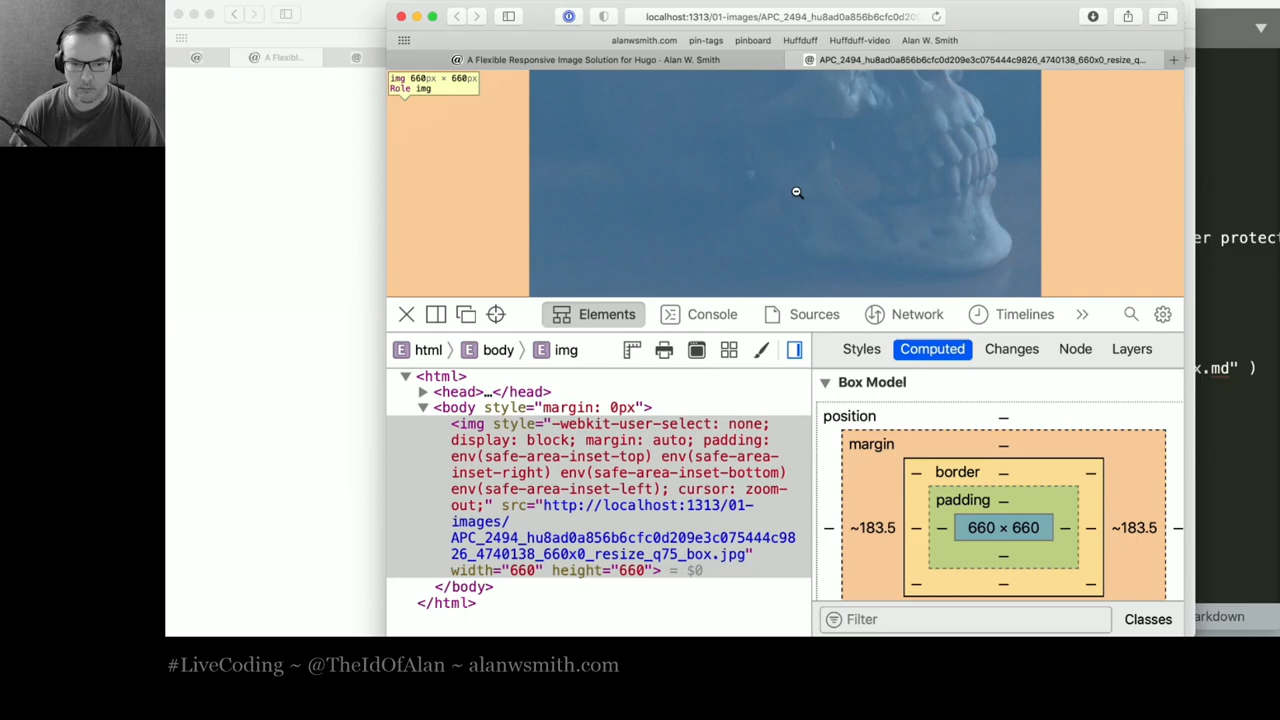 localhost:1313/01-images/APC_2494_hu8ad0a856b6cfc0d20
alanwsmith.com pin-tags pinboard Huffduff Huffduff-video Alan W. Smith
A Flexibl...
A Flexible Responsive Image Solution for Hugo - Alan W. Smith
APC_2494_hu8ad0a856b6cfc0d209e3c075444c9826_4740138_660x0_resize_q...
img 660px × 660px
Role img
er protect
x.md" )
arkdown
Elements Console Sources Network Timelines
E html E body E img
Styles Computed Changes Node Layers
<html>
<head>…</head>
<body style="margin: 0px">
<img style="-webkit-user-select: none;
display: block; margin: auto; padding:
env(safe-area-inset-top) env(safe-area-
inset-right) env(safe-area-inset-bottom)
env(safe-area-inset-left); cursor: zoom-
out;" src="http://localhost:1313/01-
images/
APC_2494_hu8ad0a856b6cfc0d209e3c075444c98
26_4740138_660x0_resize_q75_box.jpg"
width="660" height="660"> = $0
</body>
</html>
Box Model
position –
margin –
border –
padding –
– ~183.5 – – 660 × 660 – – ~183.5 –
–
–
Filter
Classes
#LiveCoding ~ @TheIdOfAlan ~ alanwsmith.com